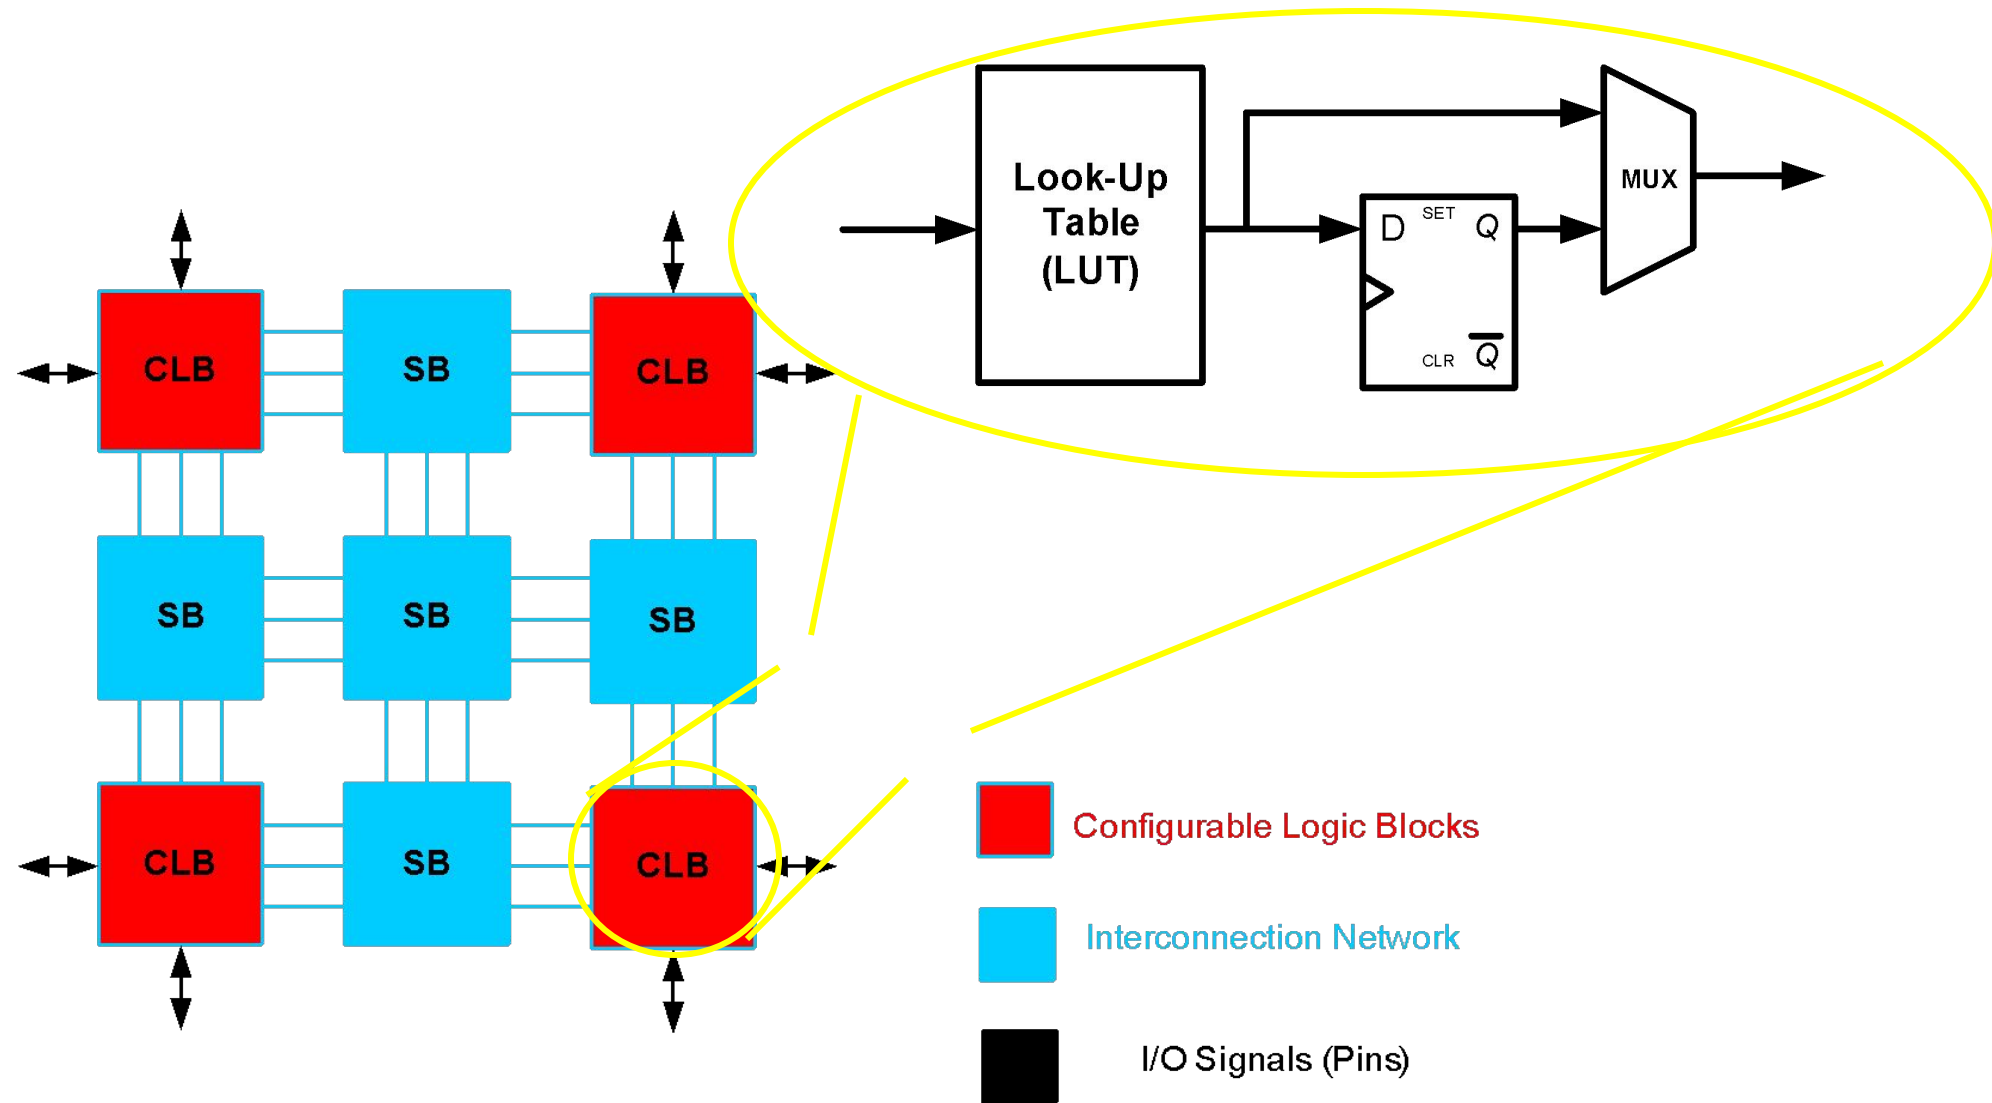 Look-Up
Table
(LUT)
D
SET
Q
CLR
Q
MUX
CLB
SB
CLB
SB
SB
SB
CLB
SB
CLB
Configurable Logic Blocks
Interconnection Network
I/O Signals (Pins)